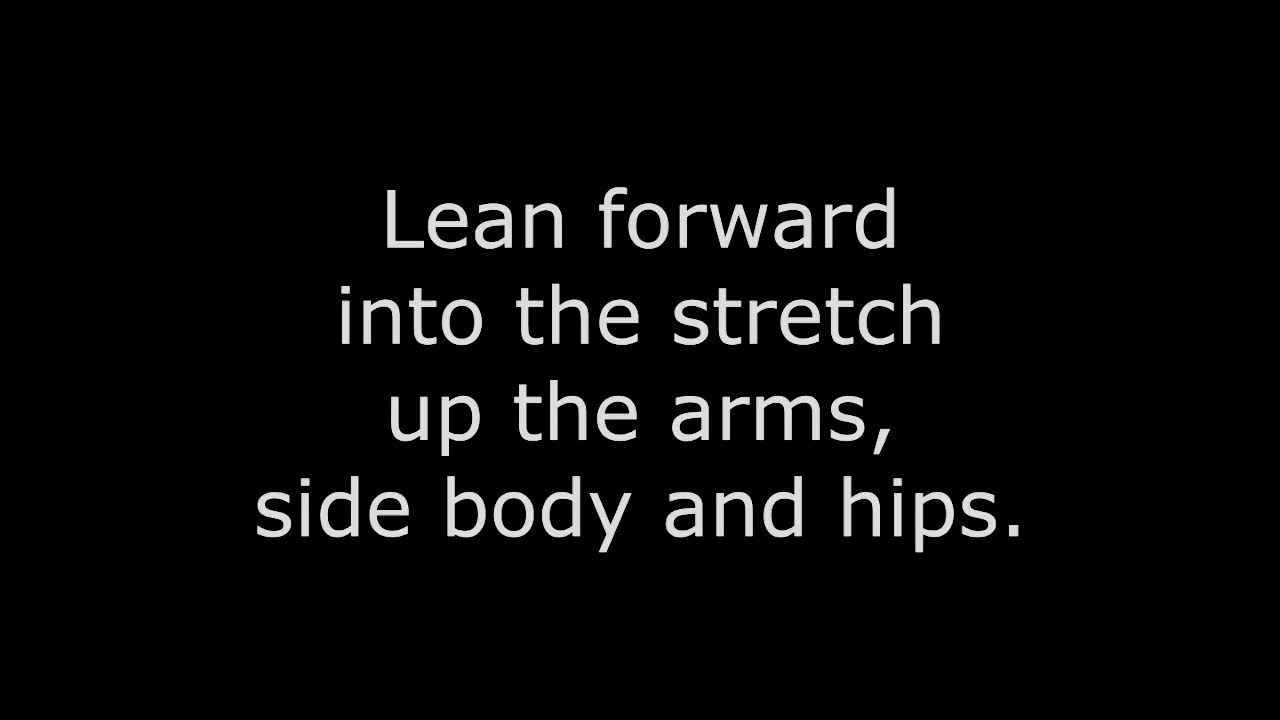 Lean forward
into the stretch
up the arms,
side body and hips.